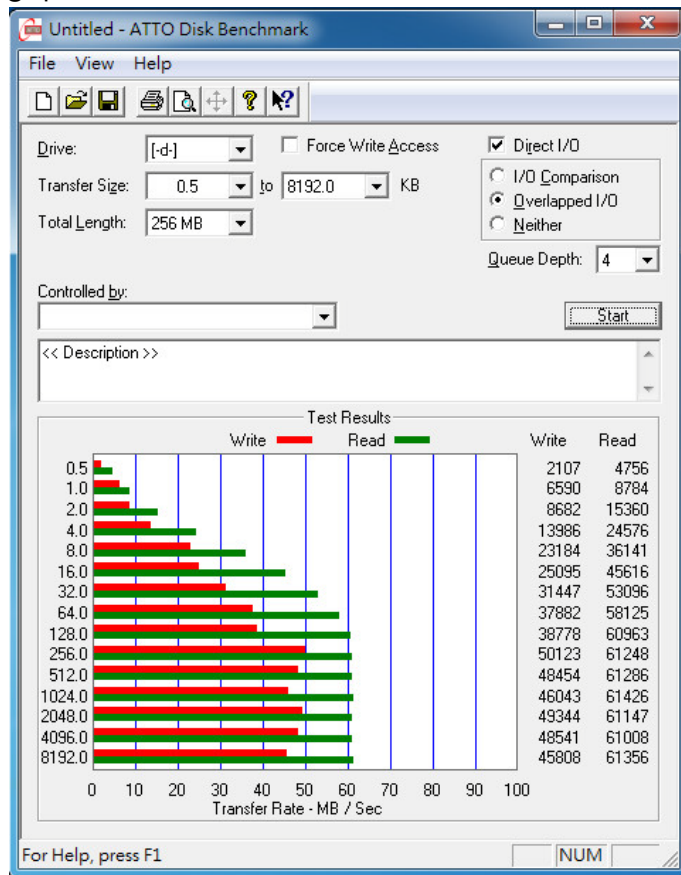 Untitled - ATTO Disk Benchmark
File View Help
Drive: [-d-] Force Write Access Direct I/O
Transfer Size: 0.5 to 8192.0 KB I/O Comparison
Overlapped I/O
Total Length: 256 MB Neither
Queue Depth: 4
Controlled by:
Start
<< Description >>
Test Results
Write Read Write Read
0.5 2107 4756
1.0 6590 8784
2.0 8682 15360
4.0 13986 24576
8.0 23184 36141
16.0 25095 45616
32.0 31447 53096
64.0 37882 58125
128.0 38778 60963
256.0 50123 61248
512.0 48454 61286
1024.0 46043 61426
2048.0 49344 61147
4096.0 48541 61008
8192.0 45808 61356
0 10 20 30 40 50 60 70 80 90 100
Transfer Rate - MB / Sec
For Help, press F1 NUM